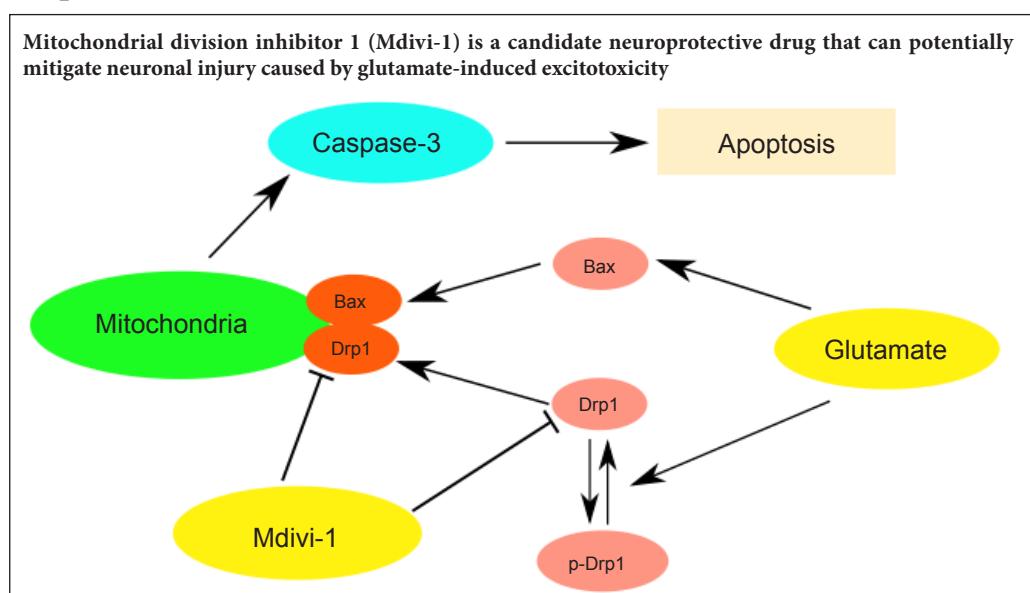 Mitochondrial division inhibitor 1 (Mdivi-1) is a candidate neuroprotective drug that can potentially
mitigate neuronal injury caused by glutamate-induced excitotoxicity
Caspase-3
Apoptosis
Bax
Bax
Mitochondria
Drp1
Glutamate
Drp1
Mdivi-1
p-Drp1